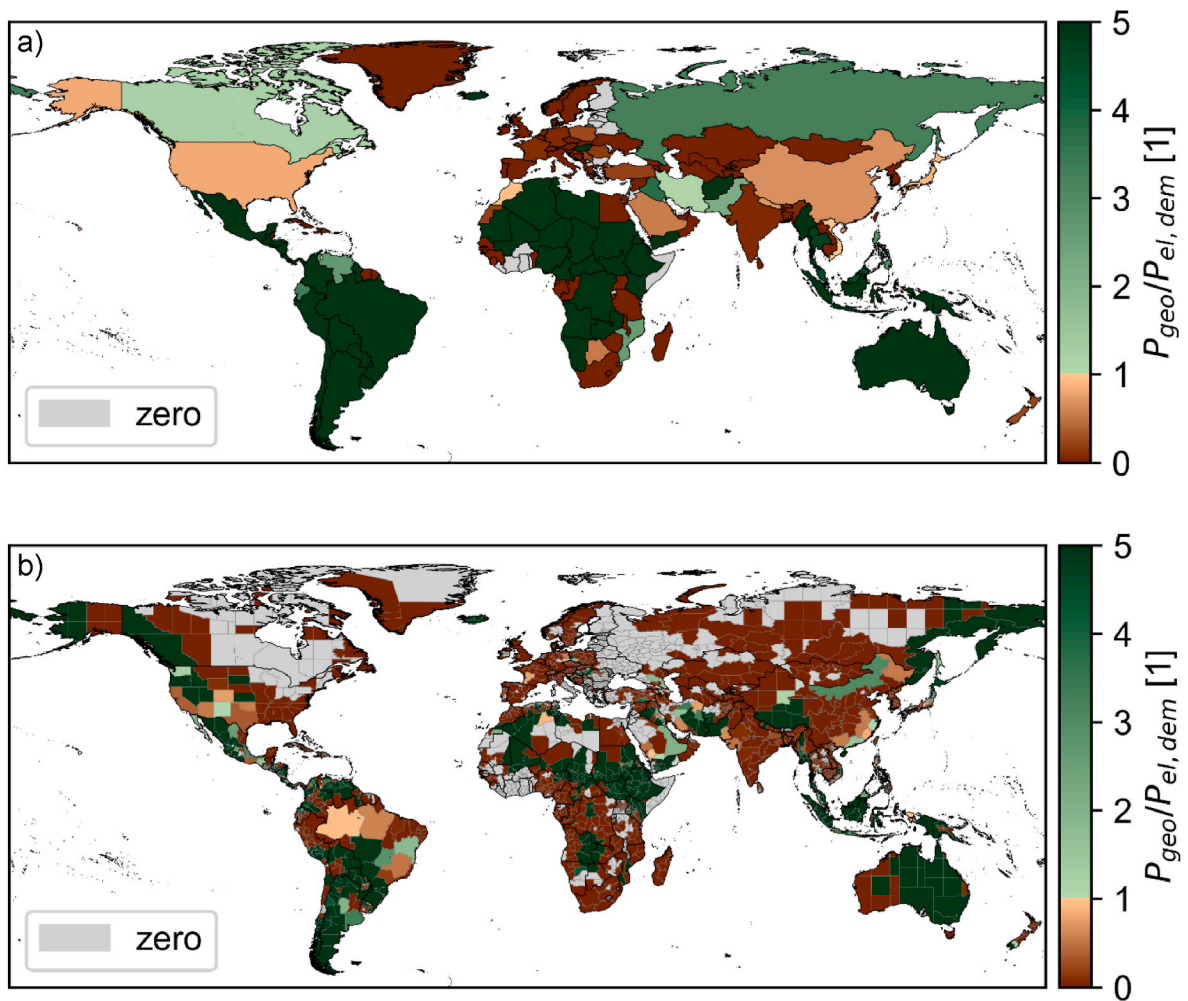 a)
5
4
3
2
1
0
P_geo/P_el, dem [1]
zero
b)
5
4
3
2
1
0
P_geo/P_el, dem [1]
zero